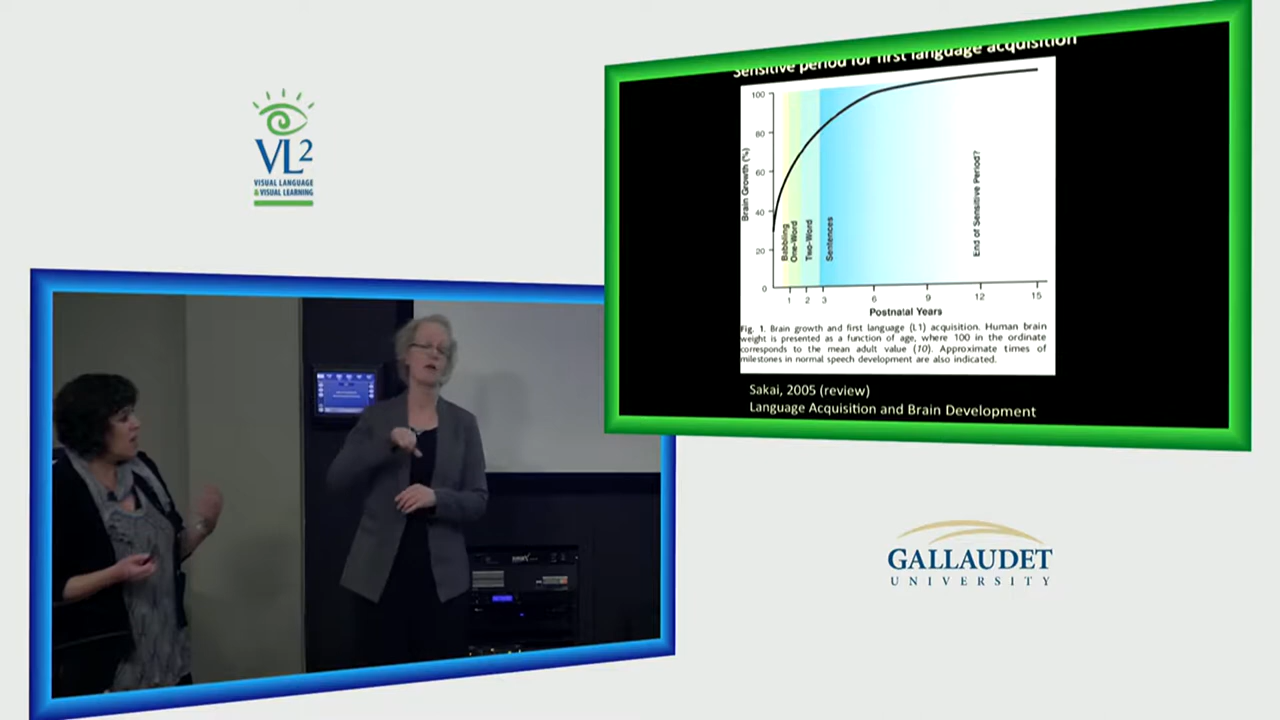 VL2
VISUAL LANGUAGE
& VISUAL LEARNING
Sensitive period for first language acquisition
100
80
60
40
20
0
Brain Growth (%)
Babbling
One-Word
Two-Word
Sentences
End of Sensitive Period?
1 2 3 6 9 12 15
Postnatal Years
Fig. 1. Brain growth and first language (L1) acquisition. Human brain
weight is presented as a function of age, where 100 in the ordinate
corresponds to the mean adult value (10). Approximate times of
milestones in normal speech development are also indicated.
Sakai, 2005 (review)
Language Acquisition and Brain Development
GALLAUDET
UNIVERSITY